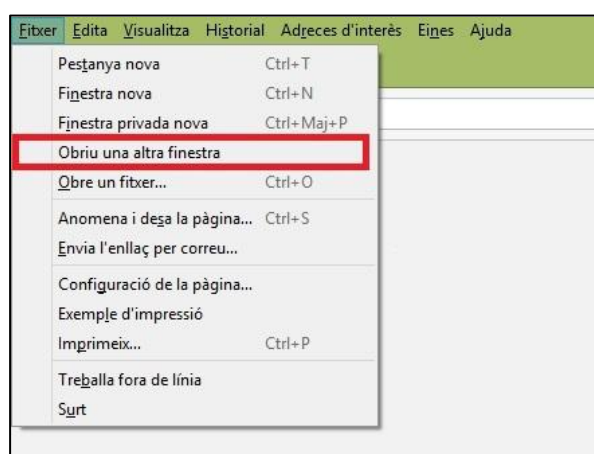 Fitxer Edita Visualitza Historial Adreces d'interès Eines Ajuda
Pestanya nova Ctrl+T
Finestra nova Ctrl+N
Finestra privada nova Ctrl+Maj+P
Obriu una altra finestra
Obre un fitxer... Ctrl+O
Anomena i desa la pàgina... Ctrl+S
Envia l'enllaç per correu...
Configuració de la pàgina...
Exemple d'impressió
Imprimeix... Ctrl+P
Treballa fora de línia
Surt